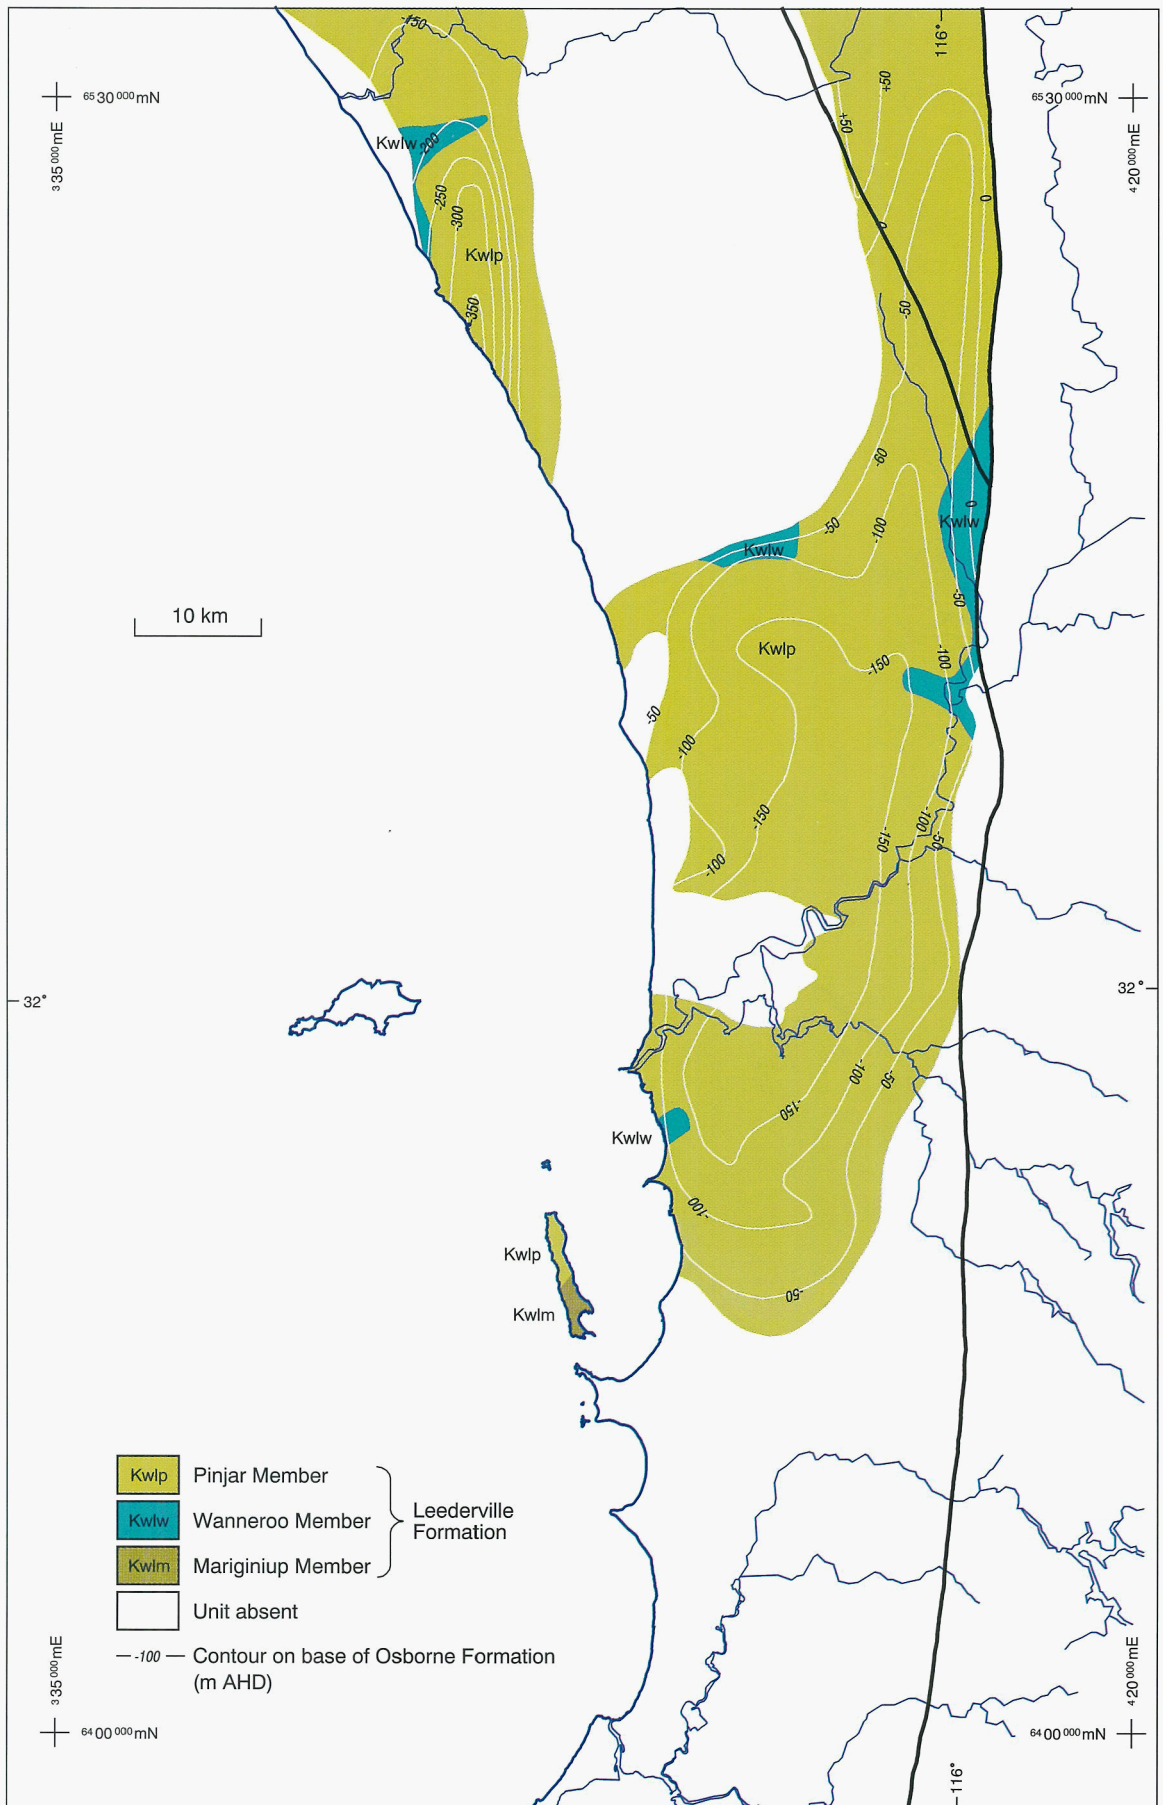 -150
116°
+50
65 30 000 mN
65 30 000 mN
+50
3 35 000 mE
4 20 000 mE
Kwlw
-200
-250
-300
0
0
Kwlp
-350
-50
-60
0
-50
-100
Kwlw
Kwlw
-50
10 km
Kwlp
-150
-100
-50
-100
-150
-100
-50
-150
-100
32°
32°
-100
-50
-150
Kwlw
-100
Kwlp
-50
Kwlm
Kwlp Pinjar Member
Kwlw Wanneroo Member
Leederville
Formation
Kwlm Mariginiup Member
Unit absent
-100 Contour on base of Osborne Formation
(m AHD)
3 35 000 mE
4 20 000 mE
64 00 000 mN
64 00 000 mN
116°